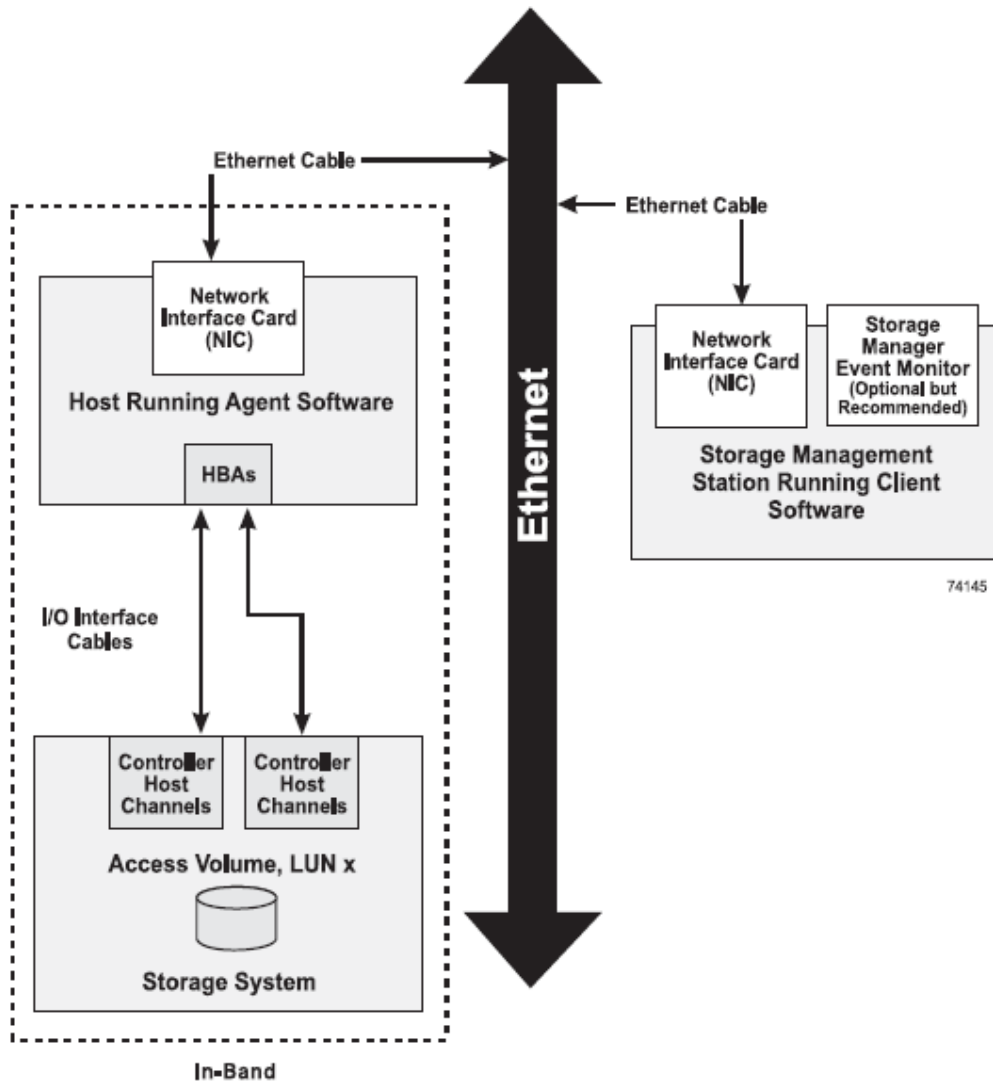 Ethernet Cable
Ethernet Cable
Network
Interface Card
(NIC)
Host Running Agent Software
HBAs
I/O Interface
Cables
Controller
Host
Channels
Controller
Host
Channels
Access Volume, LUN x
Storage System
In-Band
Ethernet
Network
Interface Card
(NIC)
Storage
Manager
Event Monitor
(Optional but
Recommended)
Storage Management
Station Running Client
Software
74145